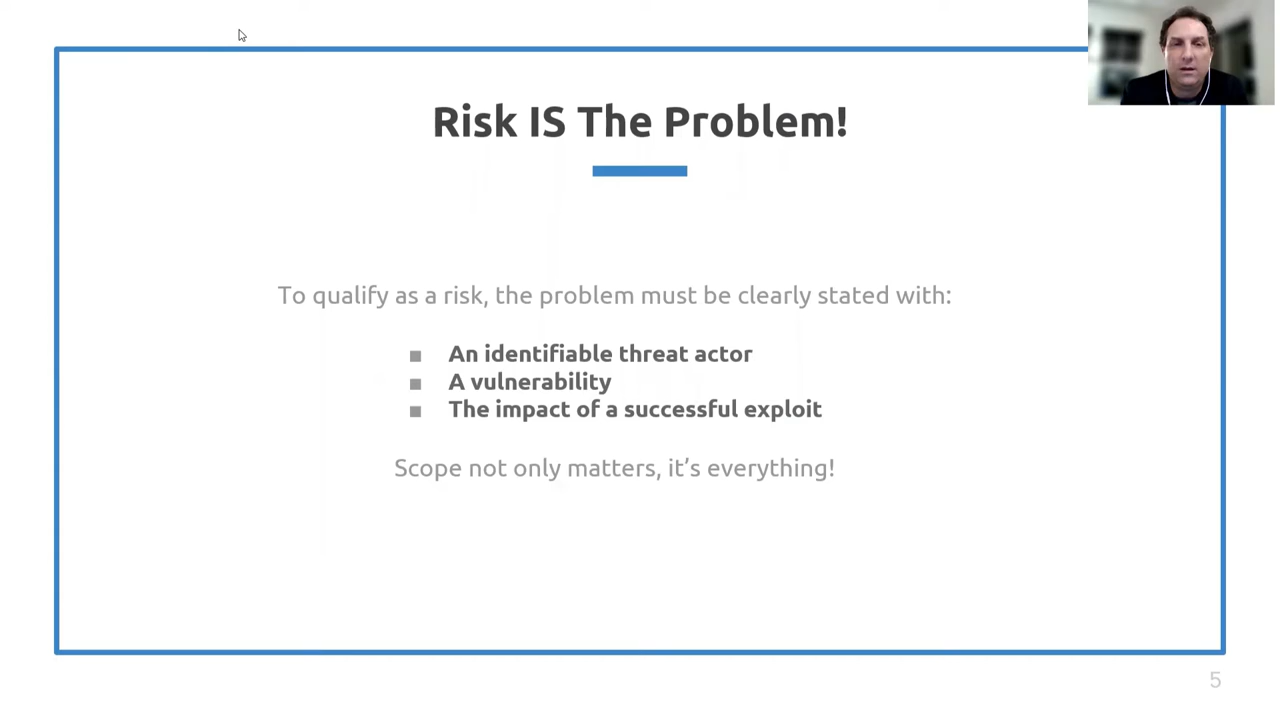 Risk IS The Problem!
To qualify as a risk, the problem must be clearly stated with:
■ An identifiable threat actor
■ A vulnerability
■ The impact of a successful exploit
Scope not only matters, it’s everything!
5